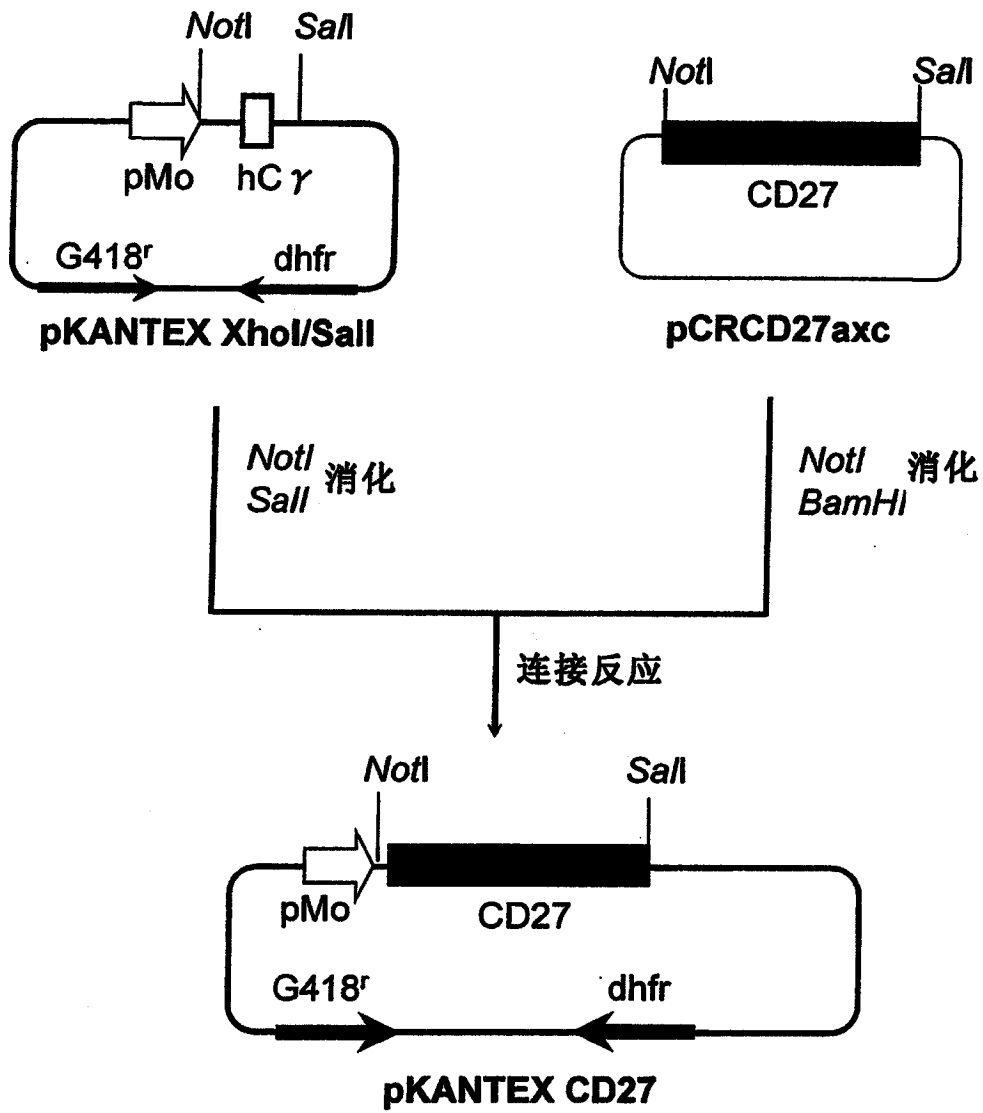 NotI
SalI
pMo
hCγ
G418r
dhfr
pKANTEX XhoI/SalI
NotI
SalI
CD27
pCRCD27axc
NotI
SalI
消化
NotI
BamHI
消化
连接反应
NotI
SalI
pMo
CD27
G418r
dhfr
pKANTEX CD27